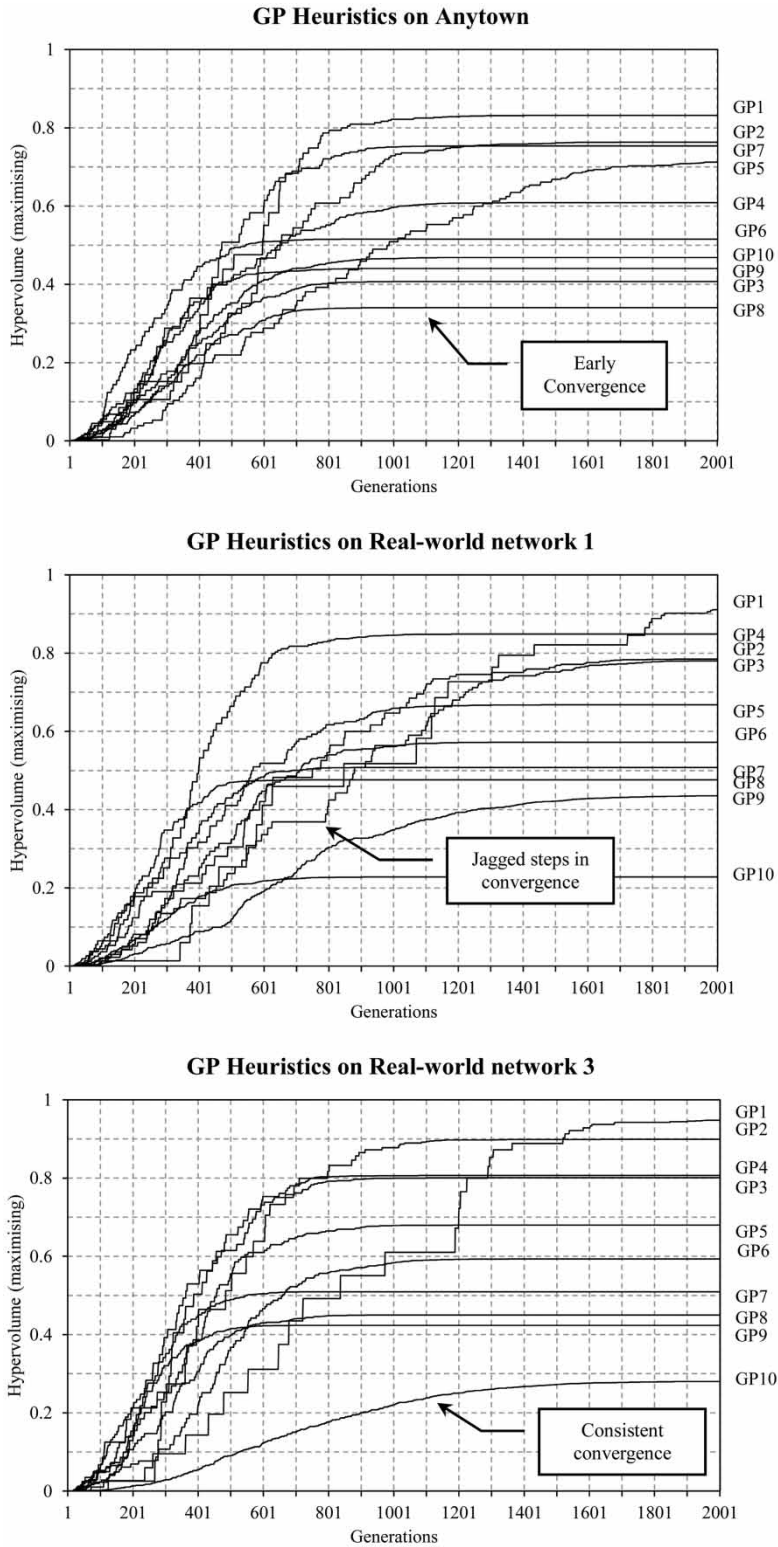 GP Heuristics on Anytown
Hypervolume (maximising)
1
0.8
0.6
0.4
0.2
0
GP1
GP2
GP7
GP5
GP4
GP6
GP10
GP9
GP3
GP8
Early
Convergence
1 201 401 601 801 1001 1201 1401 1601 1801 2001
Generations
GP Heuristics on Real-world network 1
Hypervolume (maximising)
1
0.8
0.6
0.4
0.2
0
GP1
GP4
GP2
GP3
GP5
GP6
GP7
GP8
GP9
GP10
Jagged steps in
convergence
1 201 401 601 801 1001 1201 1401 1601 1801 2001
Generations
GP Heuristics on Real-world network 3
Hypervolume (maximising)
1
0.8
0.6
0.4
0.2
0
GP1
GP2
GP4
GP3
GP5
GP6
GP7
GP8
GP9
GP10
Consistent
convergence
1 201 401 601 801 1001 1201 1401 1601 1801 2001
Generations